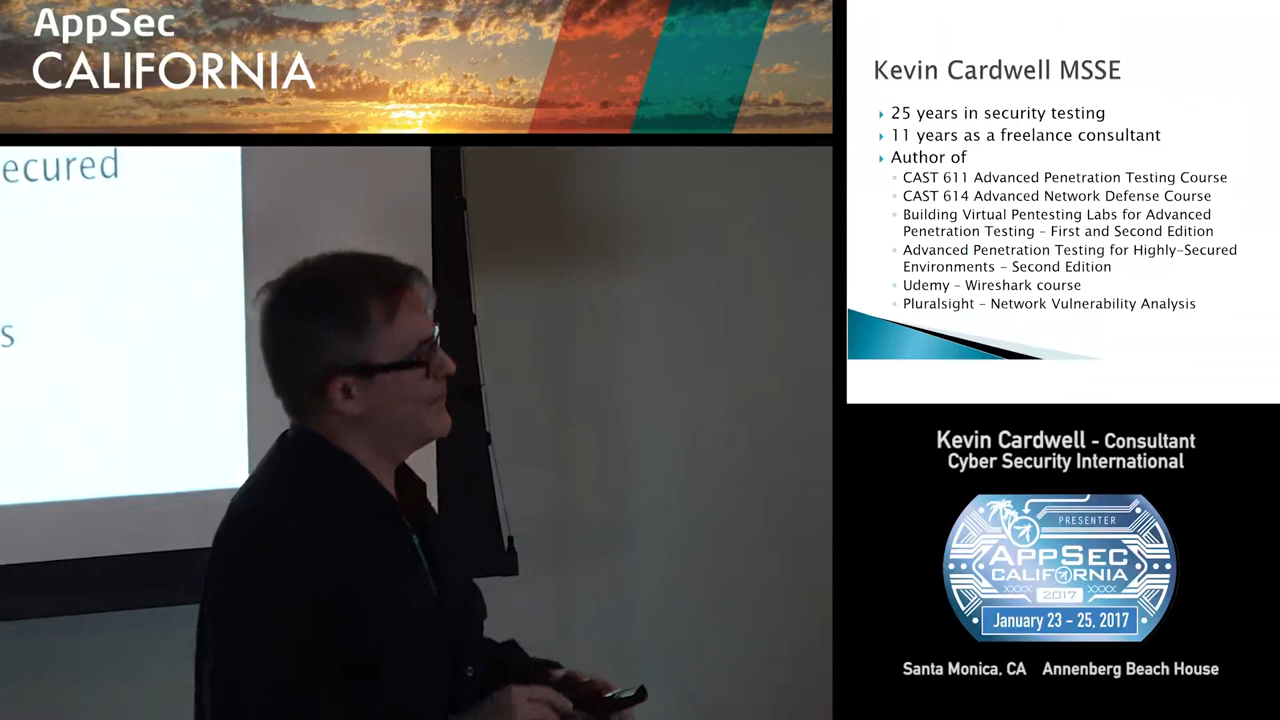 AppSec
CALIFORNIA
ecured
s
Kevin Cardwell MSSE
25 years in security testing
11 years as a freelance consultant
Author of
CAST 611 Advanced Penetration Testing Course
CAST 614 Advanced Network Defense Course
Building Virtual Pentesting Labs for Advanced
Penetration Testing – First and Second Edition
Advanced Penetration Testing for Highly-Secured
Environments – Second Edition
Udemy – Wireshark course
Pluralsight – Network Vulnerability Analysis
Kevin Cardwell - Consultant
Cyber Security International
PRESENTER
APPSEC
CALIFORNIA
2017
January 23 - 25, 2017
Santa Monica, CA Annenberg Beach House